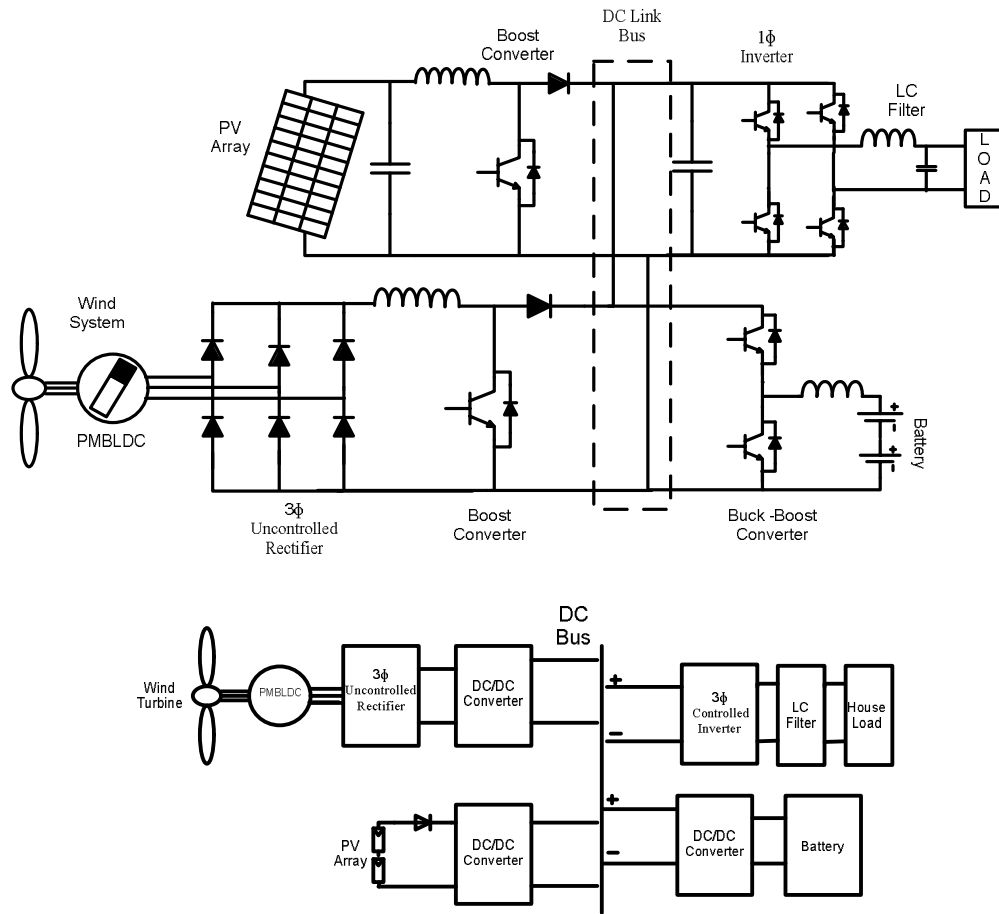 DC Link
Bus
Boost
Converter
1ϕ
Inverter
LC
Filter
PV
Array
L
O
A
D
Wind
System
PMBLDC
Battery
+
-
+
-
3ϕ
Uncontrolled
Rectifier
Boost
Converter
Buck -Boost
Converter
DC
Bus
Wind
Turbine
PMBLDC
3ϕ
Uncontrolled
Rectifier
DC/DC
Converter
+
−
3ϕ
Controlled
Inverter
LC
Filter
House
Load
PV
Array
DC/DC
Converter
+
−
DC/DC
Converter
Battery